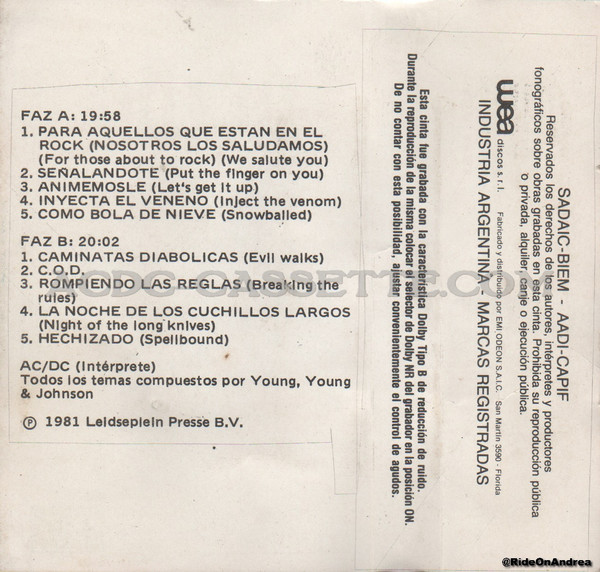 FAZ A: 19:58
1. PARA AQUELLOS QUE ESTAN EN EL
ROCK (NOSOTROS LOS SALUDAMOS)
(For those about to rock) (We salute you)
2. SEÑALANDOTE (Put the finger on you)
3. ANIMEMOSLE (Let's get it up)
4. INYECTA EL VENENO (Inject the venom)
5. COMO BOLA DE NIEVE (Snowballed)
FAZ B: 20:02
1. CAMINATAS DIABOLICAS (Evil walks)
2. C.O.D.
3. ROMPIENDO LAS REGLAS (Breaking the
rules)
4. LA NOCHE DE LOS CUCHILLOS LARGOS
(Night of the long knives)
5. HECHIZADO (Spellbound)
AC/DC (Intérprete)
Todos los temas compuestos por Young, Young
& Johnson
℗ 1981 Leidseplein Presse B.V.
SADAIC-BIEM - AADI-CAPIF
Reservados los derechos de los autores, intérpretes y productores
fonográficos sobre obras grabadas en esta cinta. Prohibida su reproducción pública
o privada, alquiler, canje o ejecución pública.
wea discos s.r.l. Fabricado y distribuido por EMI ODEON S.A.I.C. San Martín 3590 - Florida
INDUSTRIA ARGENTINA - MARCAS REGISTRADAS
Esta cinta fue grabada con la característica Dolby Tipo B de reducción de ruido.
Durante la reproducción de la misma colocar el selector de Dolby NR del grabador en la posición ON.
De no contar con esta posibilidad, ajustar convenientemente el control de agudos.
@RideOnAndrea